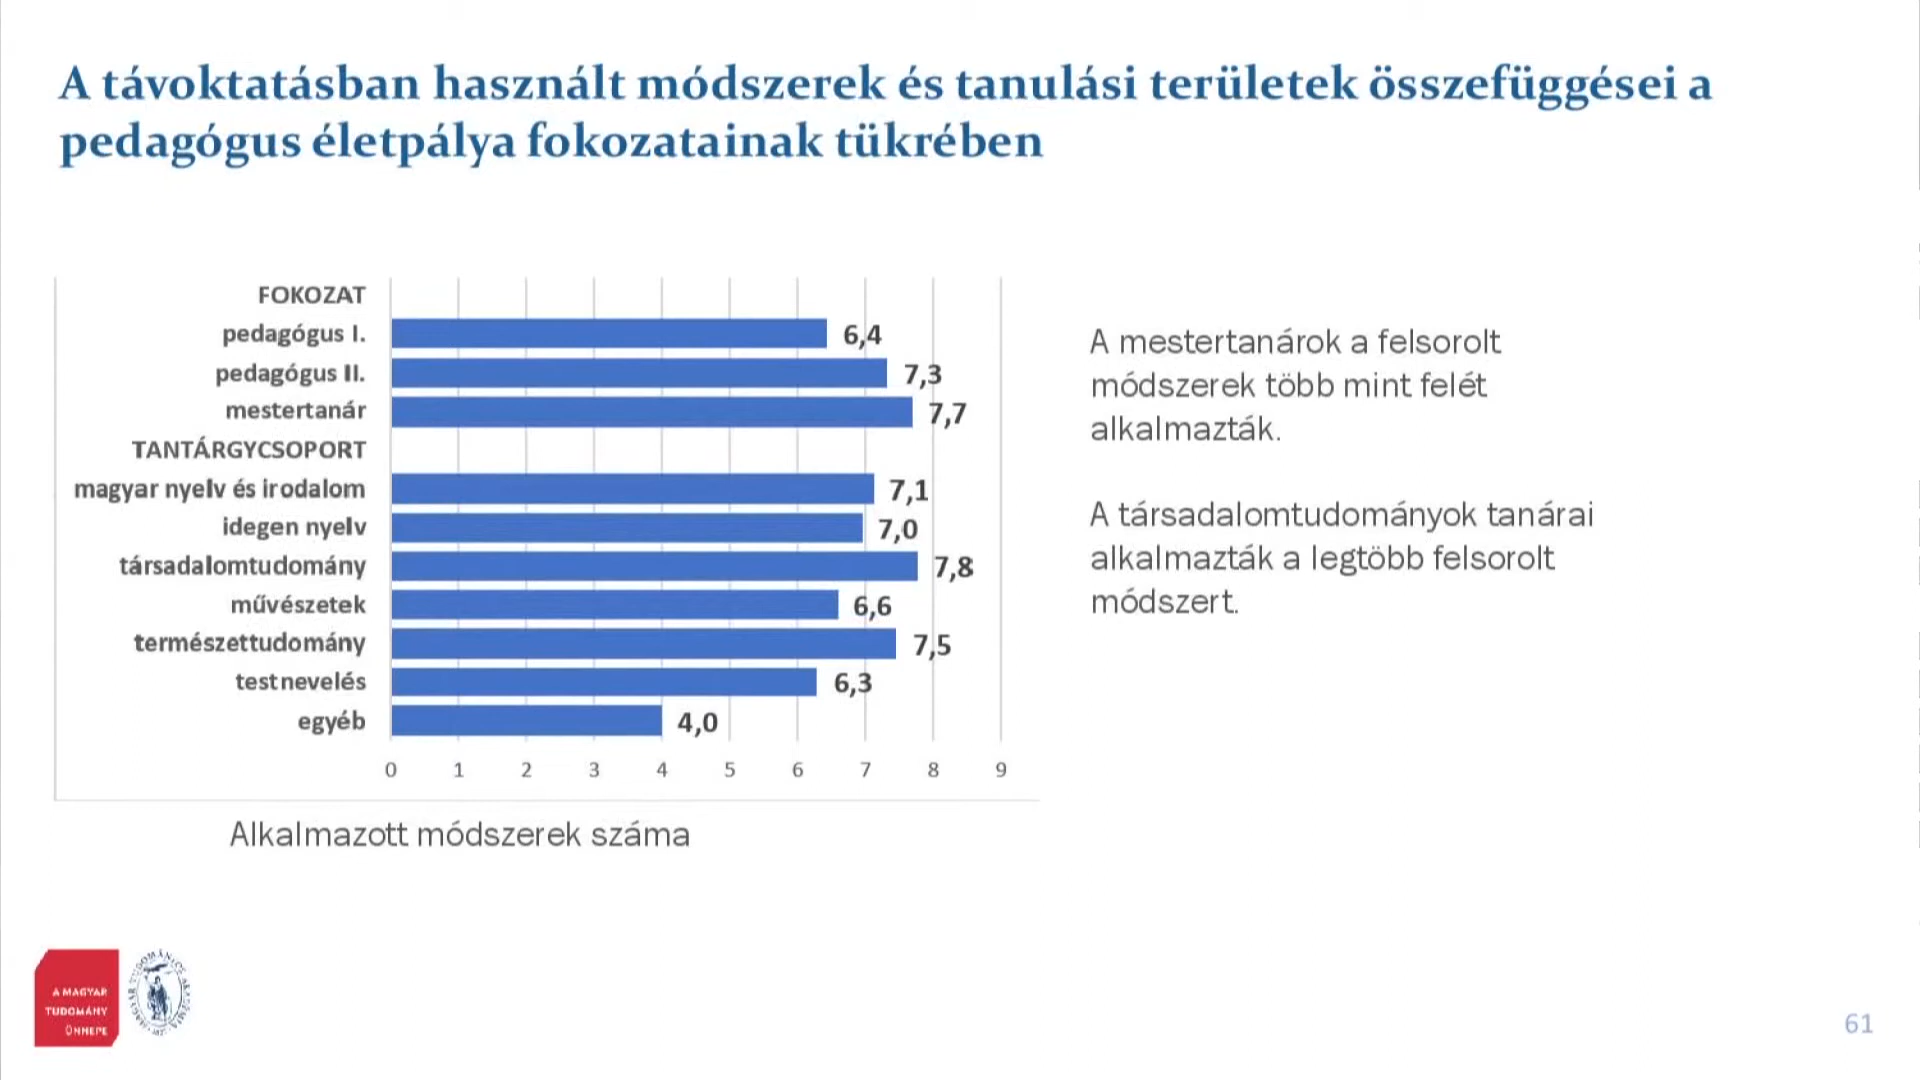 A távoktatásban használt módszerek és tanulási területek összefüggései a
pedagógus életpálya fokozatainak tükrében
FOKOZAT
pedagógus I. 6,4
pedagógus II. 7,3
mestertanár 7,7
TANTÁRGYCSOPORT
magyar nyelv és irodalom 7,1
idegen nyelv 7,0
társadalomtudomány 7,8
művészetek 6,6
természettudomány 7,5
testnevelés 6,3
egyéb 4,0
0 1 2 3 4 5 6 7 8 9
Alkalmazott módszerek száma
A mestertanárok a felsorolt
módszerek több mint felét
alkalmazták.
A társadalomtudományok tanárai
alkalmazták a legtöbb felsorolt
módszert.
A MAGYAR
TUDOMÁNY
ÜNNEPE
61